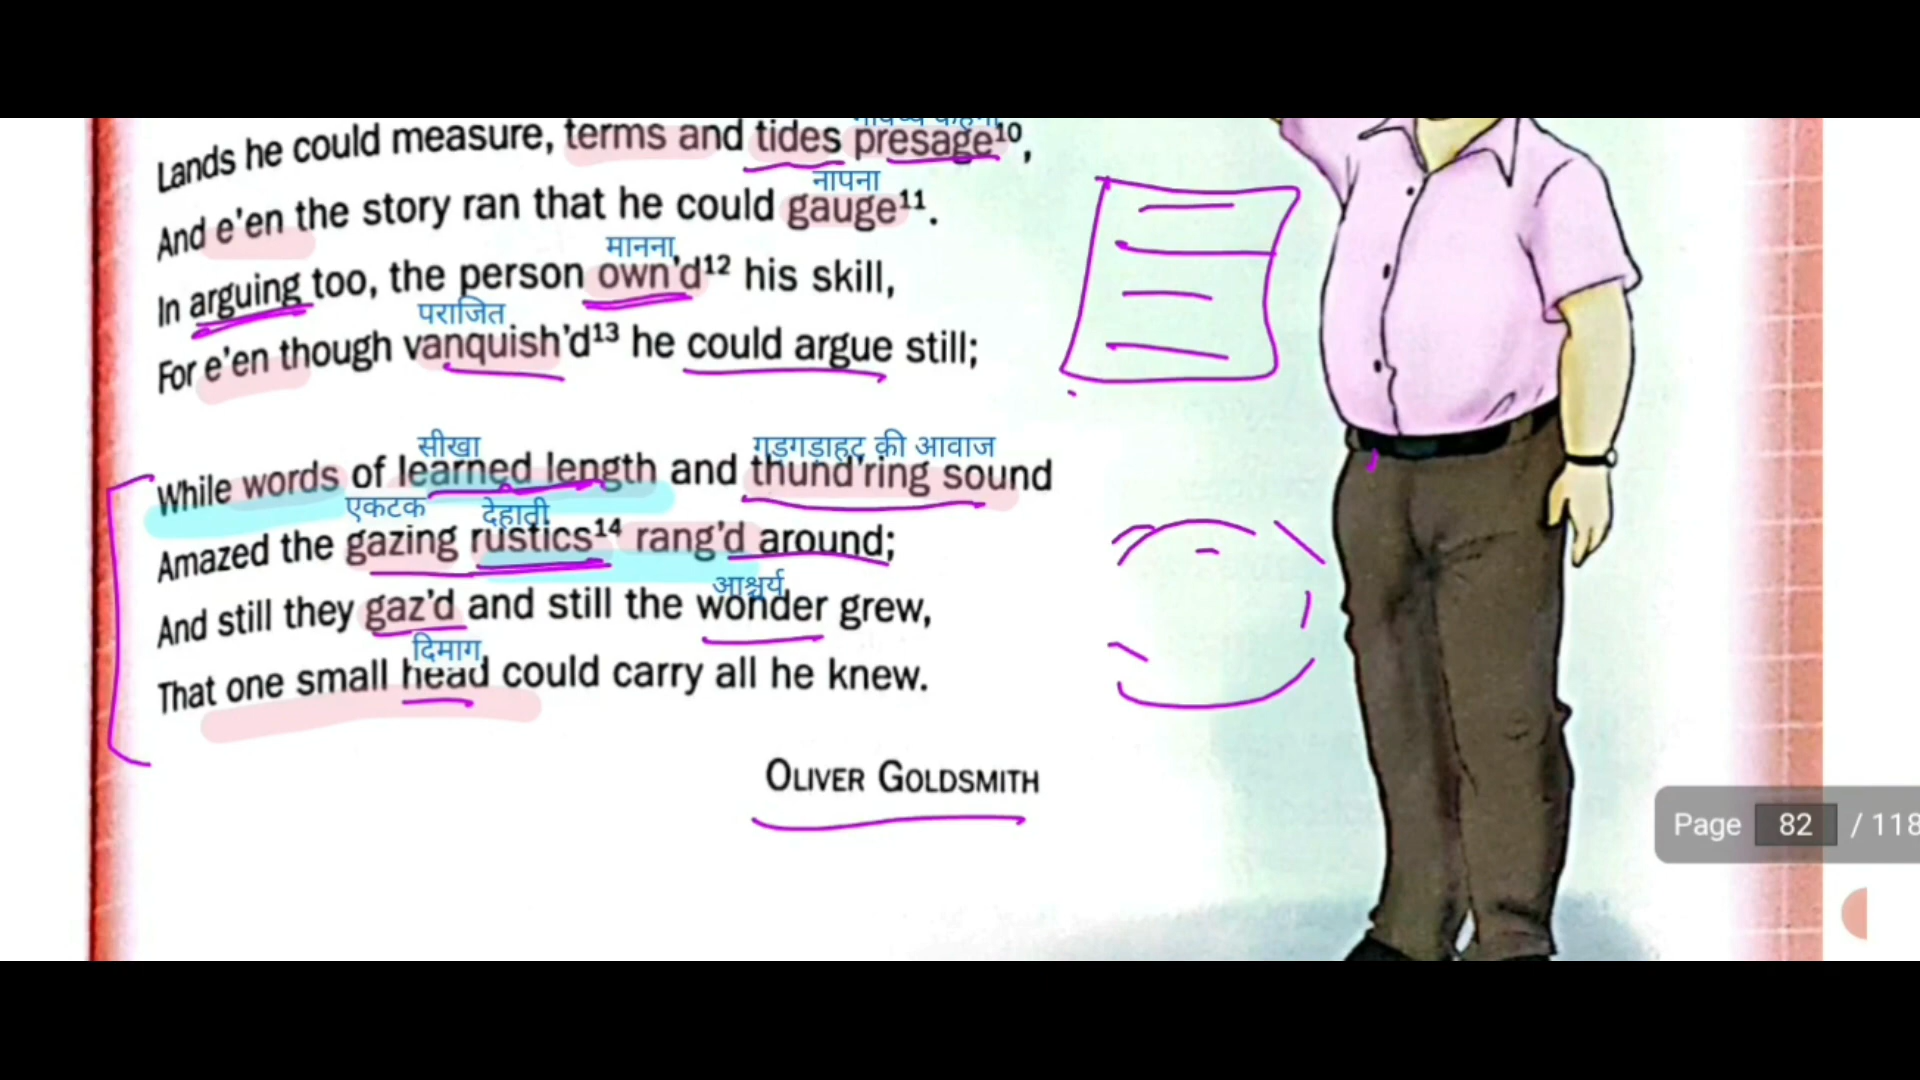 Lands he could measure, terms and tides presage10,
नापना
And e'en the story ran that he could gauge11.
मानना
In arguing too, the person own'd12 his skill,
पराजित
For e'en though vanquish'd13 he could argue still;
सीखा गड़गड़ाहट की आवाज
While words of learned length and thund'ring sound
एकटक देहाती
Amazed the gazing rustics14 rang'd around;
आश्चर्य
And still they gaz'd and still the wonder grew,
दिमाग
That one small head could carry all he knew.
OLIVER GOLDSMITH
Page 82 / 118